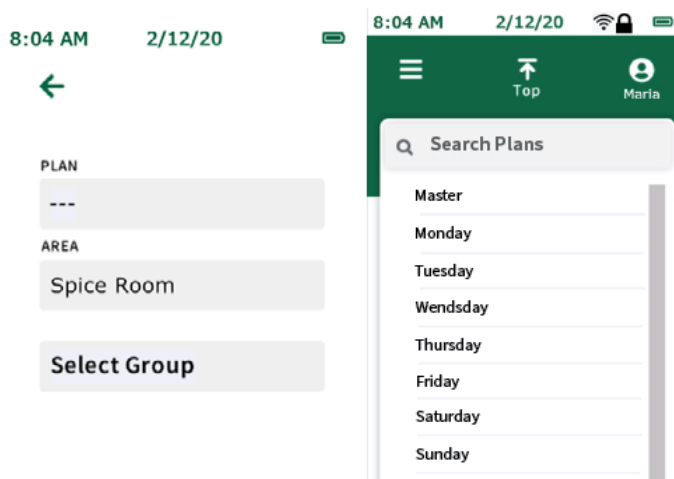 8:04 AM 2/12/20
PLAN
---
AREA
Spice Room
Select Group
8:04 AM 2/12/20
Top
Maria
Search Plans
Master
Monday
Tuesday
Wendsday
Thursday
Friday
Saturday
Sunday